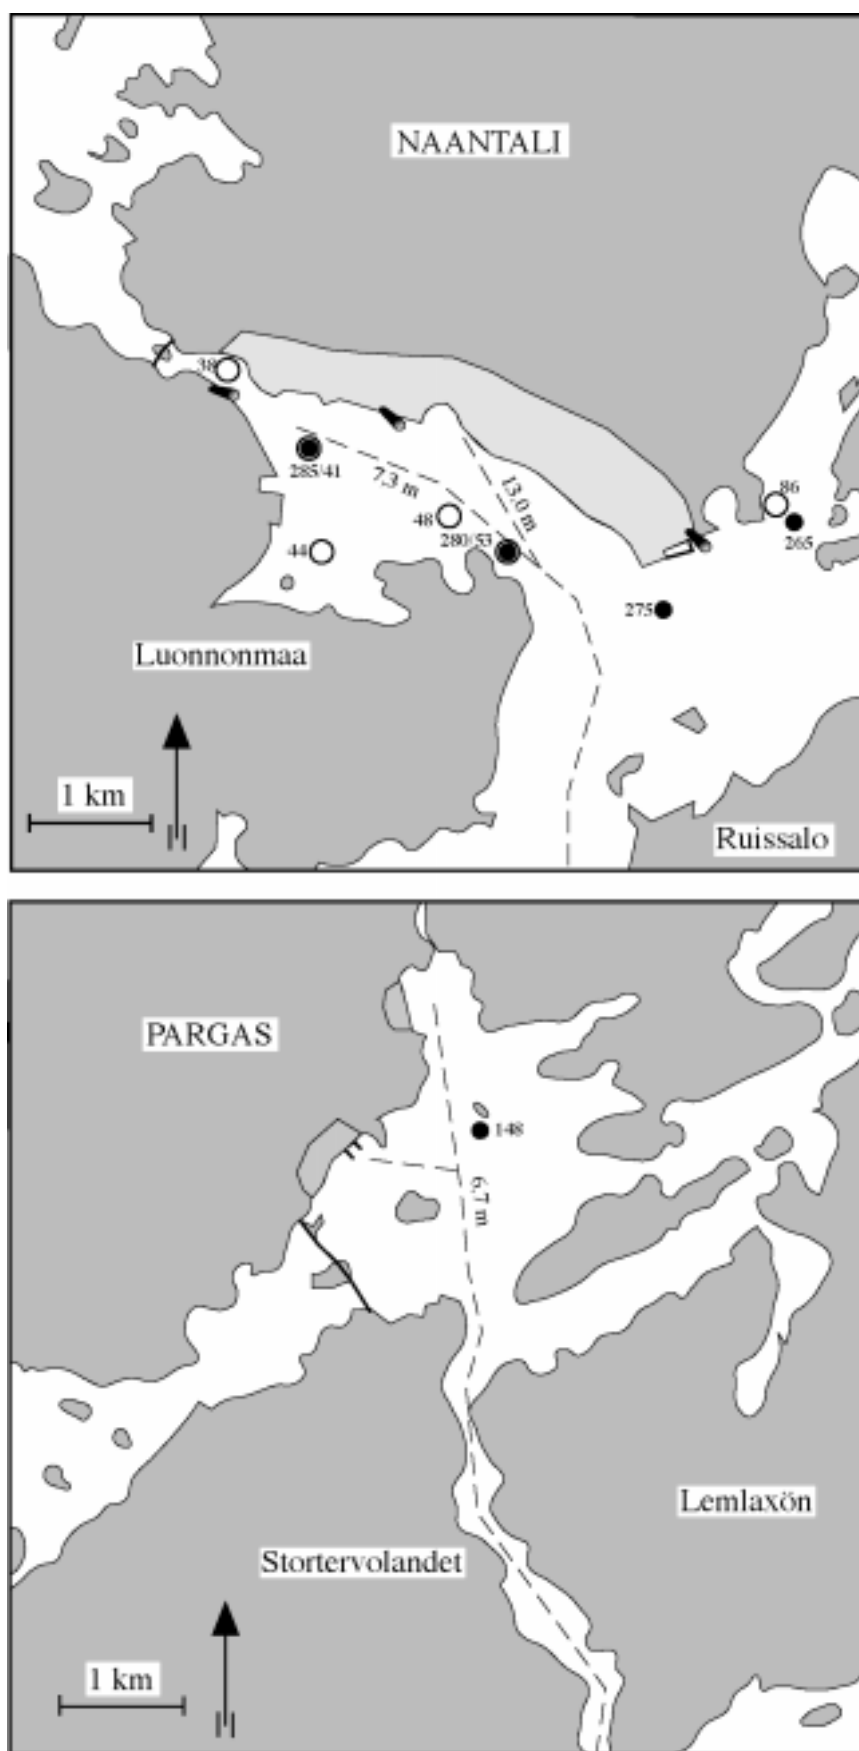 NAANTALI
38
285/41
7,3 m
13,0 m
48
280/53
44
86
265
275
Luonnonmaa
1 km
N
Ruissalo
PARGAS
148
6,7 m
Lemlaxön
Stortervolandet
1 km
N